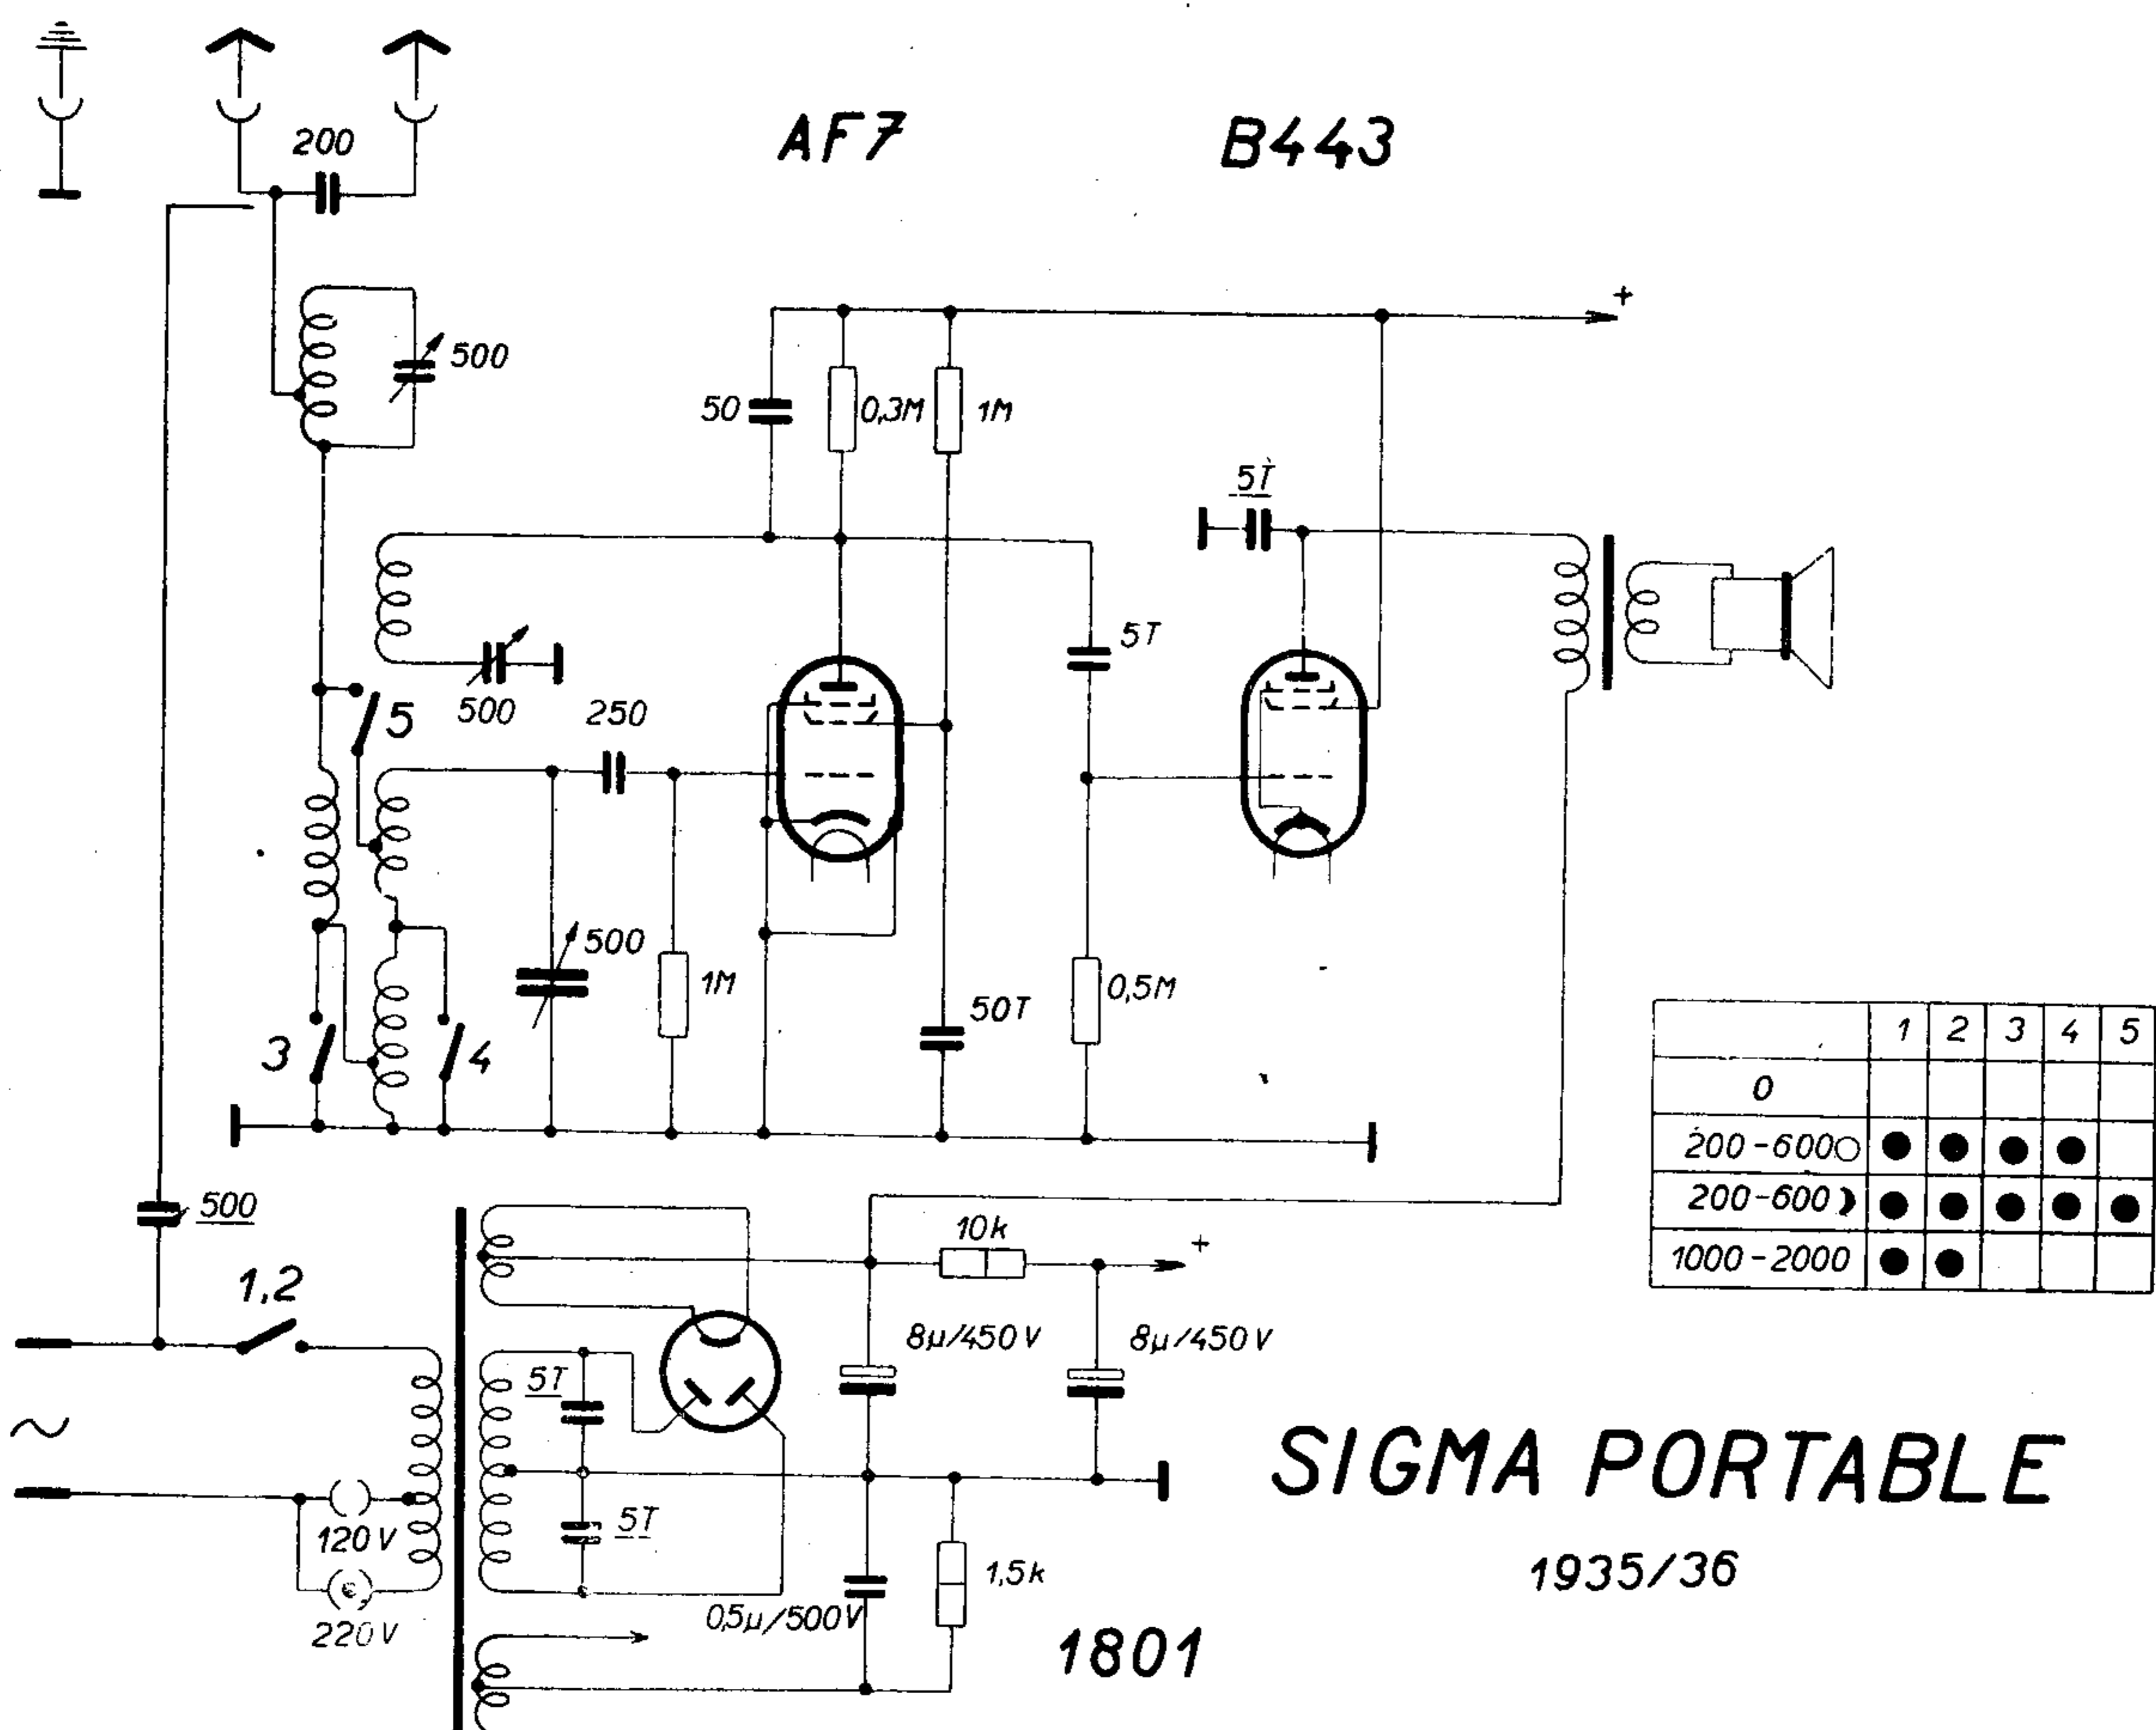 AF7
B443
200
500
50
0,3M
1M
5T
5T
500
250
5
500
1M
50T
0,5M
3
4
1 2 3 4 5
0
200-600○
200-600
1000-2000
500
10k
+
+
1,2
8µ/450V
8µ/450V
5T
~
120V
5T
220V
0,5µ/500V
1,5k
1801
SIGMA PORTABLE
1935/36